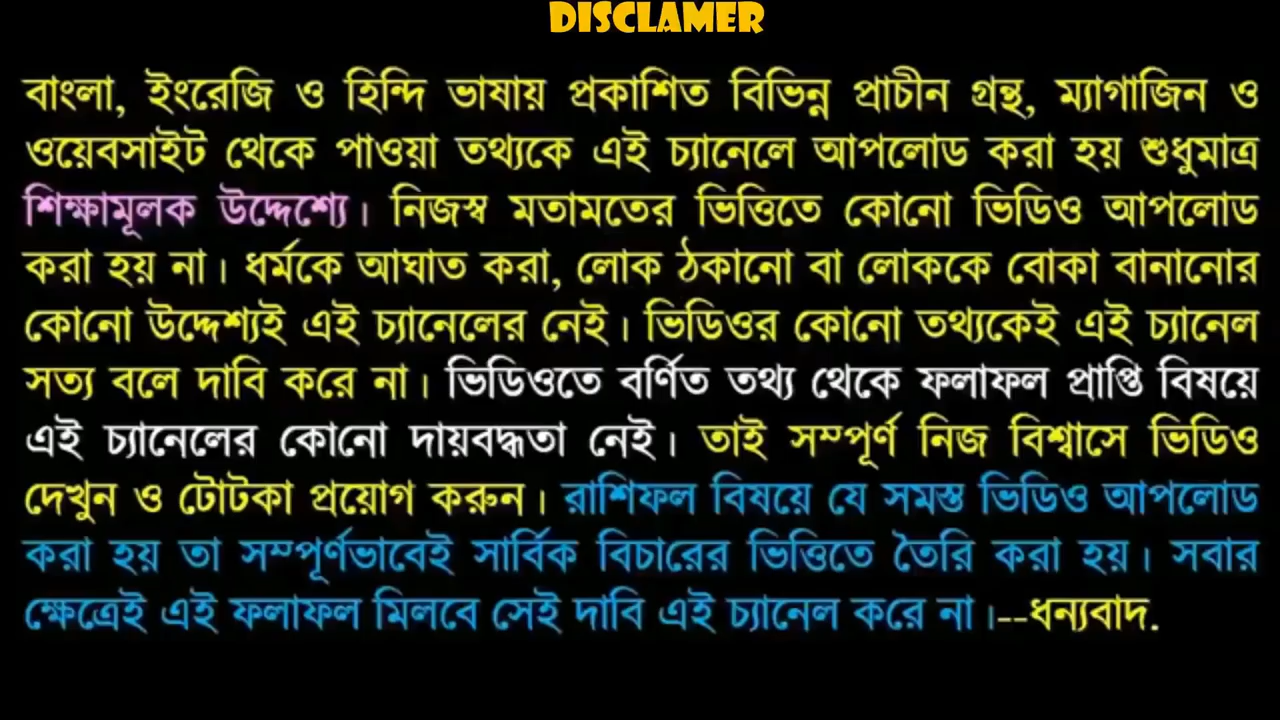 DISCLAMER
বাংলা, ইংরেজি ও হিন্দি ভাষায় প্রকাশিত বিভিন্ন প্রাচীন গ্রন্থ, ম্যাগাজিন ও
ওয়েবসাইট থেকে পাওয়া তথ্যকে এই চ্যানেলে আপলোড করা হয় শুধুমাত্র
শিক্ষামূলক উদ্দেশ্যে। নিজস্ব মতামতের ভিত্তিতে কোনো ভিডিও আপলোড
করা হয় না। ধর্মকে আঘাত করা, লোক ঠকানো বা লোককে বোকা বানানোর
কোনো উদ্দেশ্যই এই চ্যানেলের নেই। ভিডিওর কোনো তথ্যকেই এই চ্যানেল
সত্য বলে দাবি করে না। ভিডিওতে বর্ণিত তথ্য থেকে ফলাফল প্রাপ্তি বিষয়ে
এই চ্যানেলের কোনো দায়বদ্ধতা নেই। তাই সম্পূর্ণ নিজ বিশ্বাসে ভিডিও
দেখুন ও টোটকা প্রয়োগ করুন। রাশিফল বিষয়ে যে সমস্ত ভিডিও আপলোড
করা হয় তা সম্পূর্ণভাবেই সার্বিক বিচারের ভিত্তিতে তৈরি করা হয়। সবার
ক্ষেত্রেই এই ফলাফল মিলবে সেই দাবি এই চ্যানেল করে না।--ধন্যবাদ.